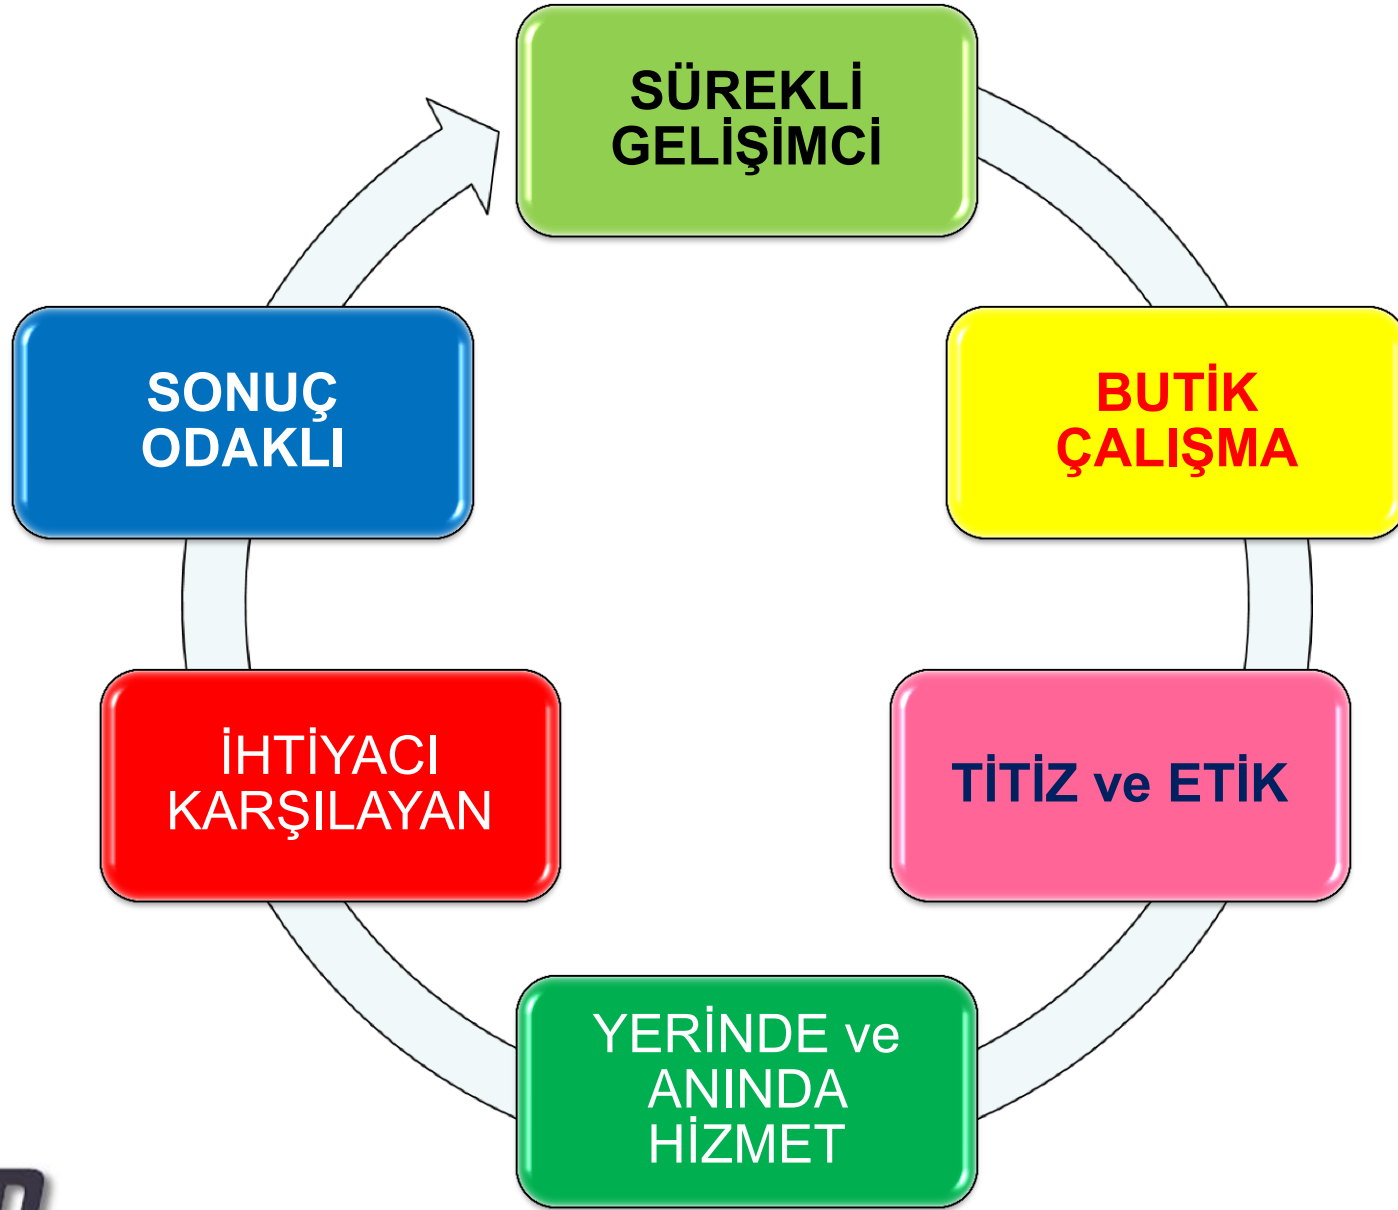 SÜREKLİ
GELİŞİMCİ
BUTİK
ÇALIŞMA
TİTİZ ve ETİK
YERİNDE ve
ANINDA
HİZMET
İHTİYACI
KARŞILAYAN
SONUÇ
ODAKLI